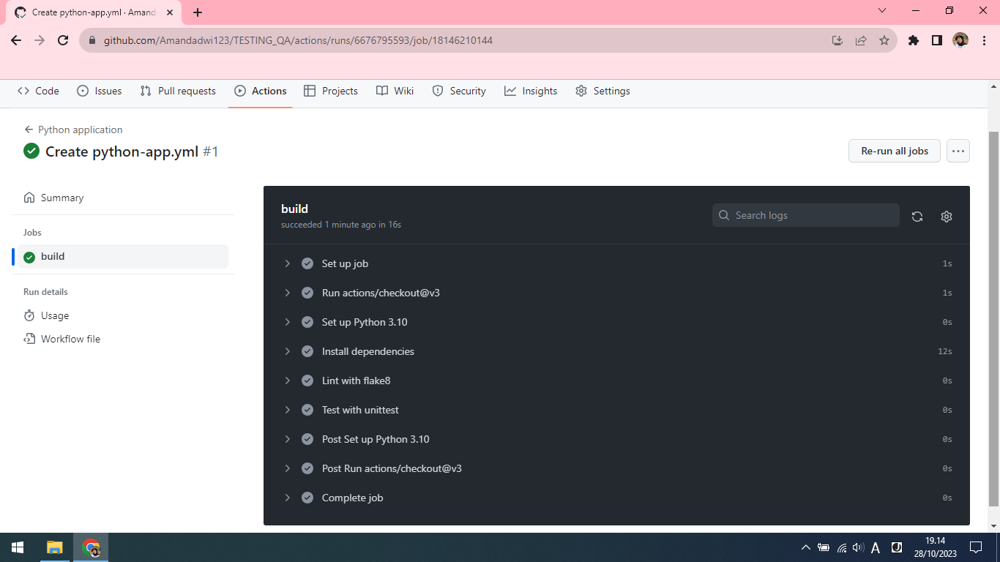 Create python-app.yml · Amanda
github.com/Amandadwi123/TESTING_QA/actions/runs/6676795593/job/18146210144
Code Issues Pull requests Actions Projects Wiki Security Insights Settings
Python application
Create python-app.yml #1
Re-run all jobs
Summary
Jobs
build
Run details
Usage
Workflow file
build
succeeded 1 minute ago in 16s
Search logs
Set up job 1s
Run actions/checkout@v3 1s
Set up Python 3.10 0s
Install dependencies 12s
Lint with flake8 0s
Test with unittest 0s
Post Set up Python 3.10 0s
Post Run actions/checkout@v3 0s
Complete job 0s
A
19.14
28/10/2023